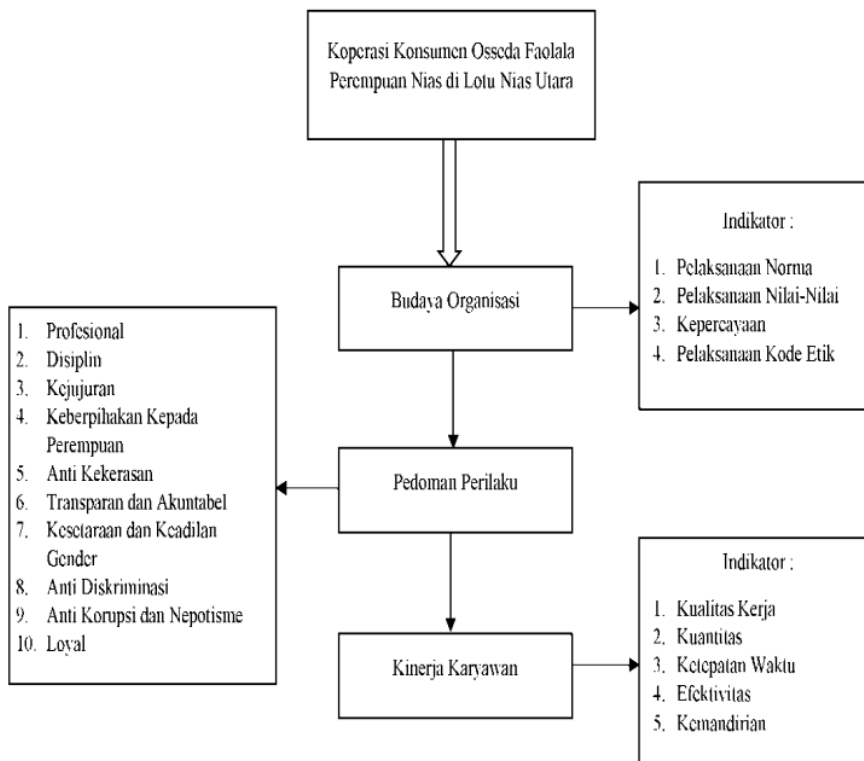 Koperasi Konsumen Osseda Faolala
Perempuan Nias di Lotu Nias Utara
Budaya Organisasi
Indikator :
1. Pelaksanaan Norma
2. Pelaksanaan Nilai-Nilai
3. Kepercayaan
4. Pelaksanaan Kode Etik
1. Profesional
2. Disiplin
3. Kejujuran
4. Keberpihakan Kepada
Perempuan
5. Anti Kekerasan
6. Transparan dan Akuntabel
7. Kesetaraan dan Keadilan
Gender
8. Anti Diskriminasi
9. Anti Korupsi dan Nepotisme
10. Loyal
Pedoman Perilaku
Kinerja Karyawan
Indikator :
1. Kualitas Kerja
2. Kuantitas
3. Ketepatan Waktu
4. Efektivitas
5. Kemandirian